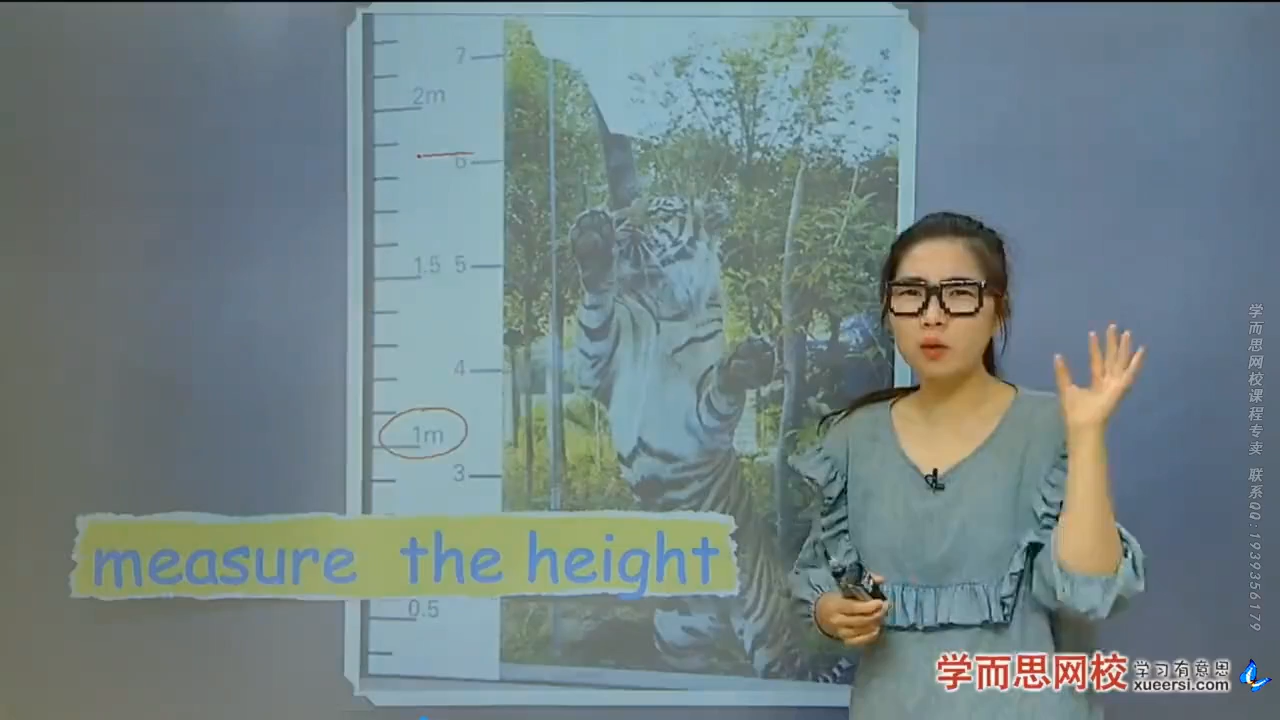 7
2m
6
1.5 5
4
1m
3
measure the height
0.5
学而思网校
学习有意思
xueersi.com
学而思网校课程专卖 联系QQ:1939356179